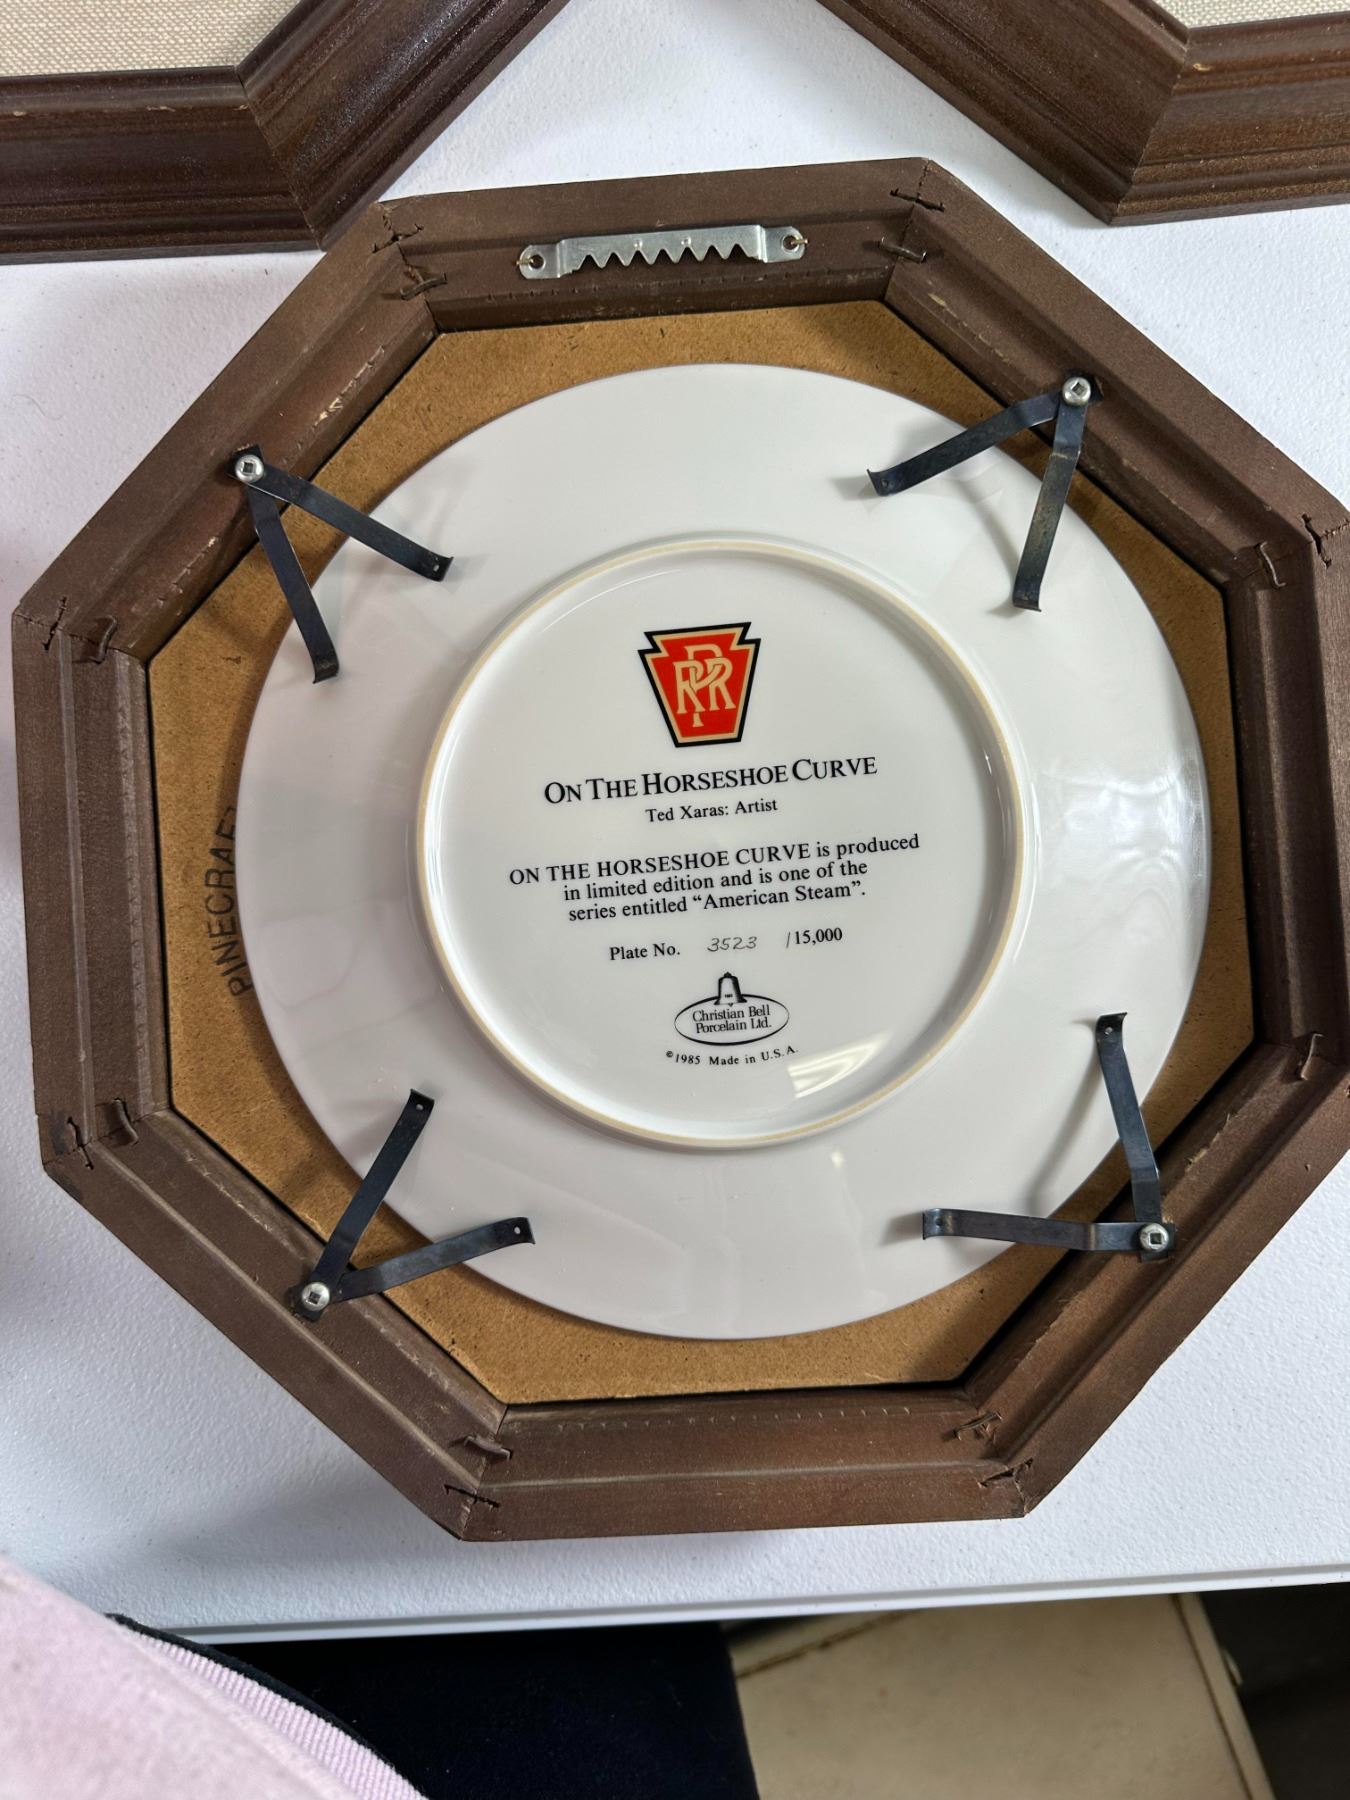 PRR
ON THE HORSESHOE CURVE
Ted Xaras: Artist
ON THE HORSESHOE CURVE is produced
in limited edition and is one of the
series entitled “American Steam”.
Plate No. 3523 /15,000
Christian Bell
Porcelain Ltd.
©1985 Made in U.S.A.